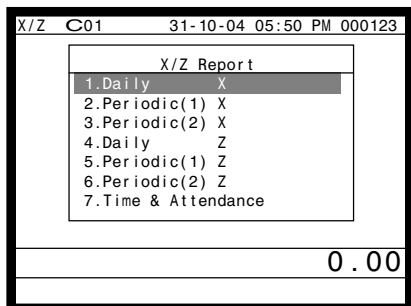 X/Z C01 31-10-04 05:50 PM 000123
X/Z Report
1.Daily X
2.Periodic(1) X
3.Periodic(2) X
4.Daily Z
5.Periodic(1) Z
6.Periodic(2) Z
7.Time & Attendance
0.00